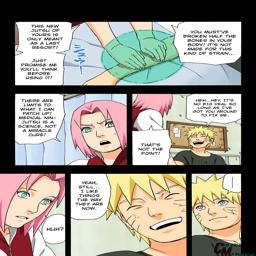 THIS NEW
JUTSU OF
YOURS IS
ONLY MEANT
AS A LAST
RESORT!
JUST
PROMISE ME
YOU'LL THINK
BEFORE
USING IT!
YOU MUST'VE
BROKEN HALF THE
BONES IN YOUR
BODY! IT'S NOT
MADE FOR THIS
KIND OF STRAIN...
THERE ARE
LIMITS TO
WHAT I CAN
PATCH UP!
MEDICAL NIN-
JUTSU IS A
SCIENCE, NOT
A MIRACLE
CURE!
HEH...HEY, IT'S
NO BIG DEAL SO
LONG AS I'VE
GOT YOU AROUND
TO FIX ME.
THAT'S NOT
THE POINT!
YEAH,
STILL...
I LIKE
THINGS
THE WAY
THEY ARE
NOW.
HUH?